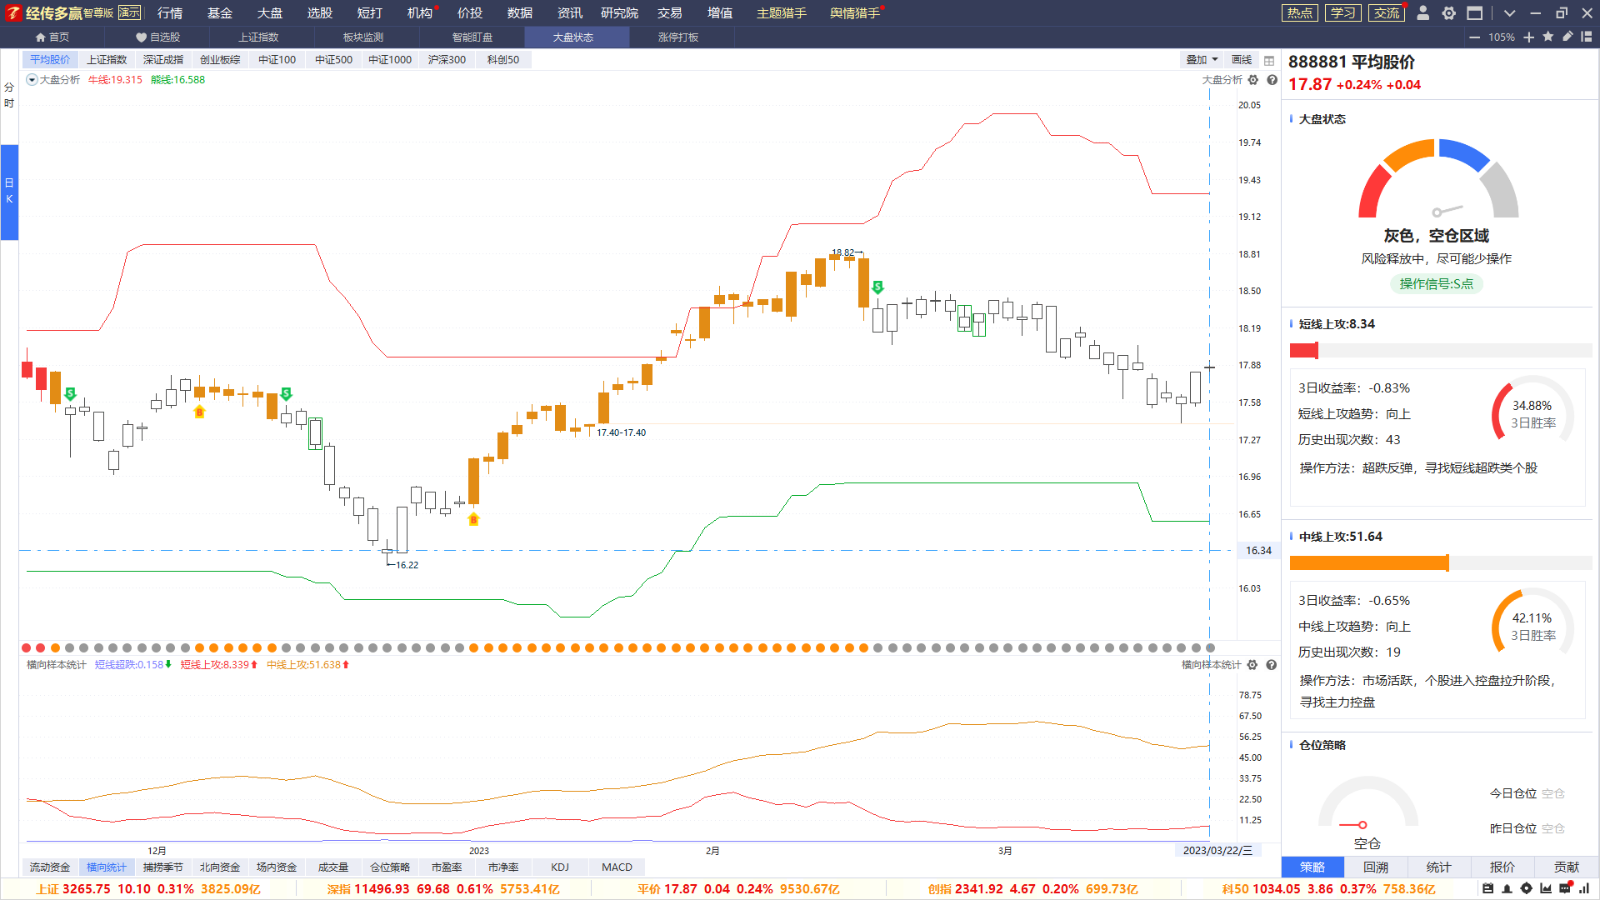 经传多赢 智尊版 演示 行情 基金 大盘 选股 短打 机构 价投 数据 资讯 研究院 交易 增值 主题猎手 舆情猎手 热点 学习 交流
首页 自选股 上证指数 板块监测 智能盯盘 大盘状态 涨停打板 105%
平均股价 上证指数 深证成指 创业板综 中证100 中证500 中证1000 沪深300 科创50 叠加 画线
大盘分析 牛线:19.315 熊线:16.588 大盘分析
分时
日K
20.05
19.74
19.43
19.12
18.81
18.50
18.19
17.88
17.58
17.27
16.96
16.65
16.34
16.03
18.82
S
S
S
B
B
17.40-17.40
16.22
横向样本统计 短线超跌:0.158 短线上攻:8.339 中线上攻:51.638 横向样本统计
78.75
67.50
56.25
45.00
33.75
22.50
11.25
12月 2023 2月 3月 2023/03/22/三
流动资金 横向统计 捕捞季节 北向资金 场内资金 成交量 仓位策略 市盈率 市净率 KDJ MACD
888881 平均股价
17.87 +0.24% +0.04
大盘状态
灰色，空仓区域
风险释放中，尽可能少操作
操作信号:S点
短线上攻:8.34
3日收益率：-0.83%
短线上攻趋势：向上
历史出现次数：43
34.88%
3日胜率
操作方法：超跌反弹，寻找短线超跌类个股
中线上攻:51.64
3日收益率：-0.65%
中线上攻趋势：向上
历史出现次数：19
42.11%
3日胜率
操作方法：市场活跃，个股进入控盘拉升阶段，
寻找主力控盘
仓位策略
空仓
今日仓位 空仓
昨日仓位 空仓
策略 回溯 统计 报价 贡献
上证 3265.75 10.10 0.31% 3825.09亿 深指 11496.93 69.68 0.61% 5753.41亿 平价 17.87 0.04 0.24% 9530.67亿 创指 2341.92 4.67 0.20% 699.73亿 科50 1034.05 3.86 0.37% 758.36亿